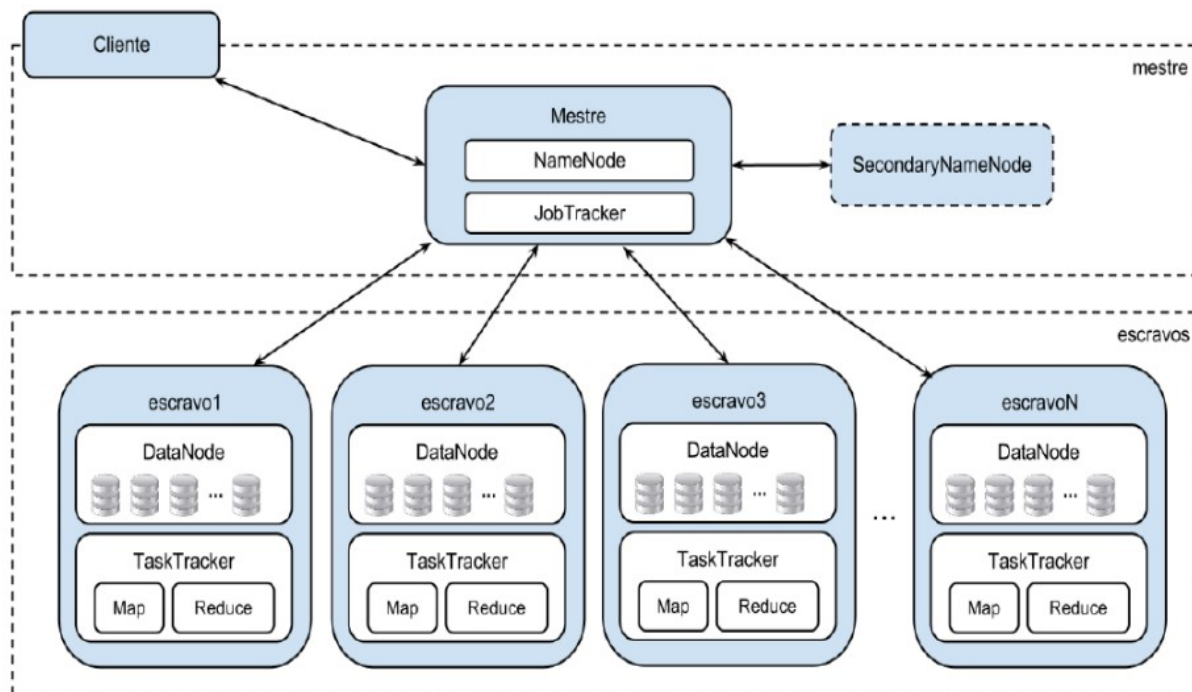 Cliente
mestre
Mestre
NameNode
JobTracker
SecondaryNameNode
escravos
escravo1
DataNode
...
TaskTracker
Map
Reduce
escravo2
DataNode
...
TaskTracker
Map
Reduce
escravo3
DataNode
...
TaskTracker
Map
Reduce
...
escravoN
DataNode
...
TaskTracker
Map
Reduce